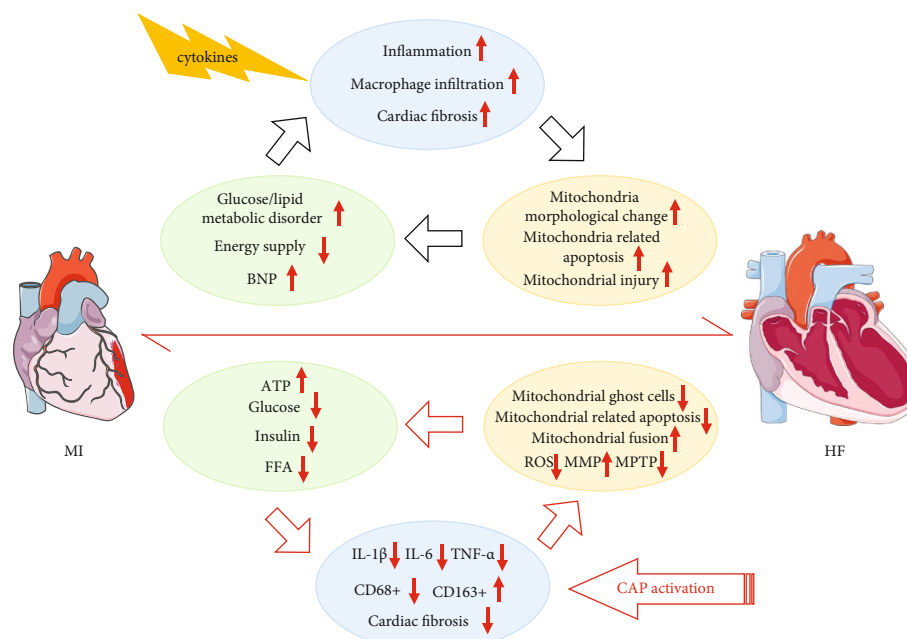 cytokines
Inflammation
Macrophage infiltration
Cardiac fibrosis
Glucose/lipid
metabolic disorder
Energy supply
BNP
Mitochondria
morphological change
Mitochondria related
apoptosis
Mitochondrial injury
MI
HF
ATP
Glucose
Insulin
FFA
Mitochondrial ghost cells
Mitochondrial related apoptosis
Mitochondrial fusion
ROS MMP MPTP
IL-1β IL-6 TNF-α
CD68+ CD163+
Cardiac fibrosis
CAP activation